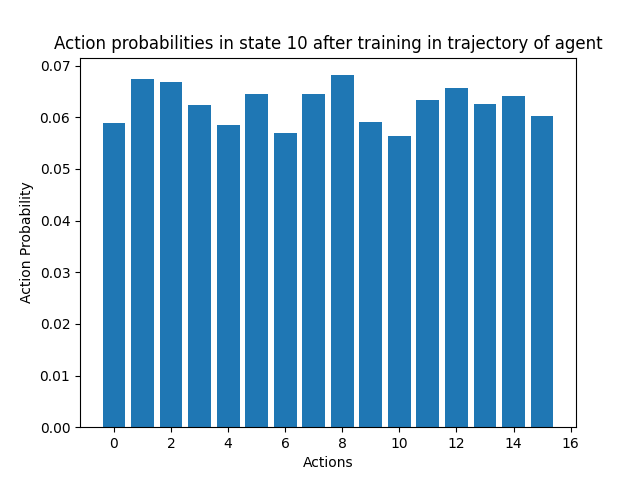 Action probabilities in state 10 after training in trajectory of agent
0.07
0.06
0.05
0.04
0.03
0.02
0.01
0.00
Action Probability
0 2 4 6 8 10 12 14 16
Actions